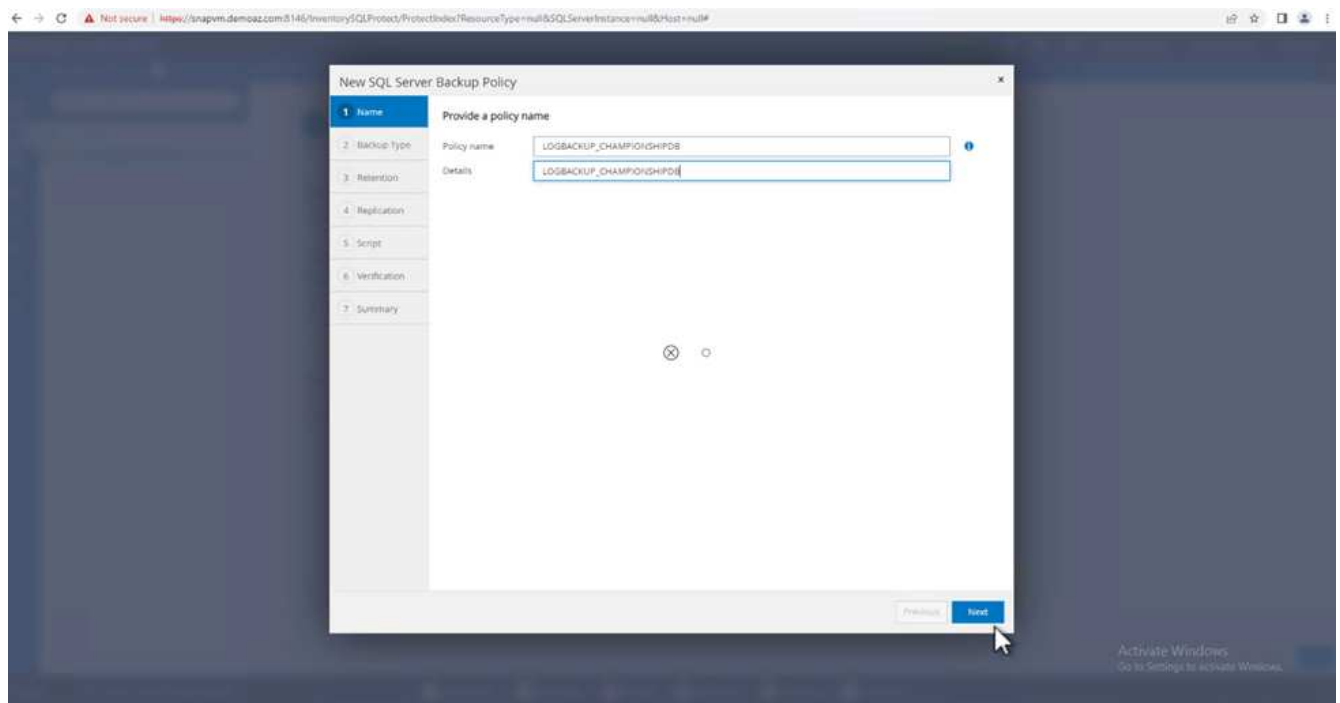 Not secure | https://snapvm.demoaz.com:8146/InventorySQLProtect/ProtectIndex?ResourceType=null&SQLServerInstance=null&Host=null#
New SQL Server Backup Policy
1 Name
Provide a policy name
2 Backup Type
Policy name LOGBACKUP_CHAMPIONSHIPDB
3 Retention
Details LOGBACKUP_CHAMPIONSHIPDB
4 Replication
5 Script
6 Verification
7 Summary
Previous Next
Activate Windows
Go to Settings to activate Windows.